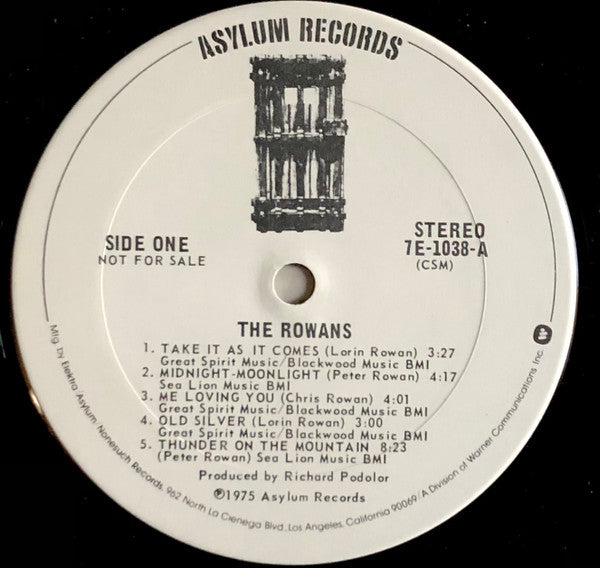 ASYLUM RECORDS
SIDE ONE
NOT FOR SALE
STEREO
7E-1038-A
(CSM)
THE ROWANS
1. TAKE IT AS IT COMES (Lorin Rowan) 3:27
Great Spirit Music/Blackwood Music BMI
2. MIDNIGHT-MOONLIGHT (Peter Rowan) 4:17
Sea Lion Music BMI
3. ME LOVING YOU (Chris Rowan) 4:01
Great Spirit Music/Blackwood Music BMI
4. OLD SILVER (Lorin Rowan) 3:00
Great Spirit Music/Blackwood Music BMI
5. THUNDER ON THE MOUNTAIN 8:23
(Peter Rowan) Sea Lion Music BMI
Produced by Richard Podolor
℗1975 Asylum Records
Mfg. by Elektra/Asylum/Nonesuch Records, 962 North La Cienega Blvd., Los Angeles, California 90069/A Division of Warner Communications Inc.